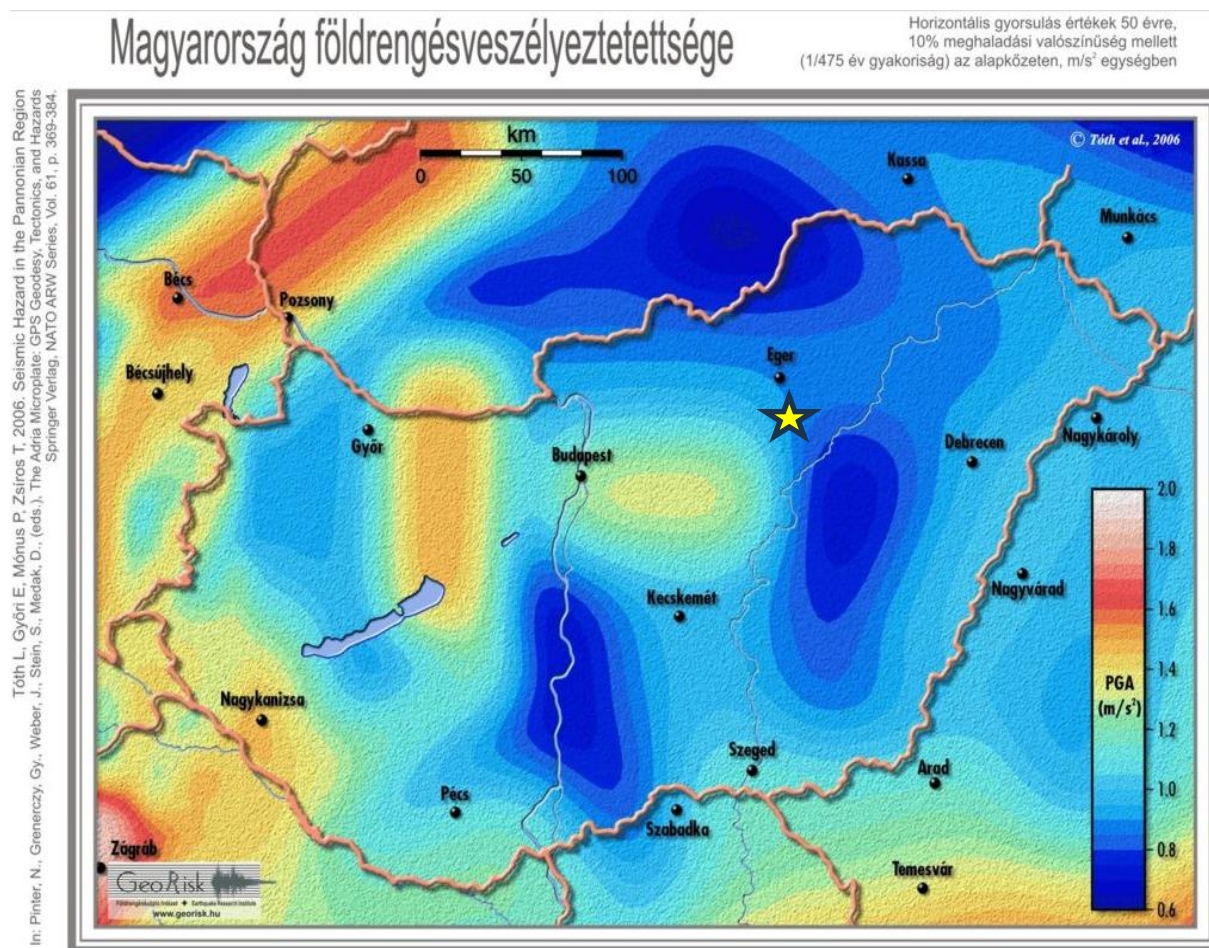 Magyarország földrengésveszélyeztetettsége
Horizontális gyorsulás értékek 50 évre,
10% meghaladási valószínűség mellett
(1/475 év gyakoriság) az alapkőzeten, m/s² egységben
Tóth L, Győri E, Mónus P, Zsíros T, 2006. Seismic Hazard in the Pannonian Region
In: Pinter, N., Grenerczy, Gy., Weber, J., Stein, S., Medak, D., (eds.), The Adria Microplate: GPS Geodesy, Tectonics, and Hazards
Springer Verlag, NATO ARW Series, Vol. 61, p. 369-384.
km
0 50 100
© Tóth et al., 2006
Kassa
Munkács
Bécs
Pozsony
Eger
Bécsújhely
Győr
Budapest
Debrecen
Nagykároly
Kecskemét
Nagyvárad
Nagykanizsa
Szeged
Arad
Pécs
Szabadka
Zágráb
Temesvár
2.0
1.8
1.6
1.4
PGA
(m/s²)
1.2
1.0
0.8
0.6
GeoRisk
Földrengéskutató Intézet Earthquake Research Institute
www.georisk.hu